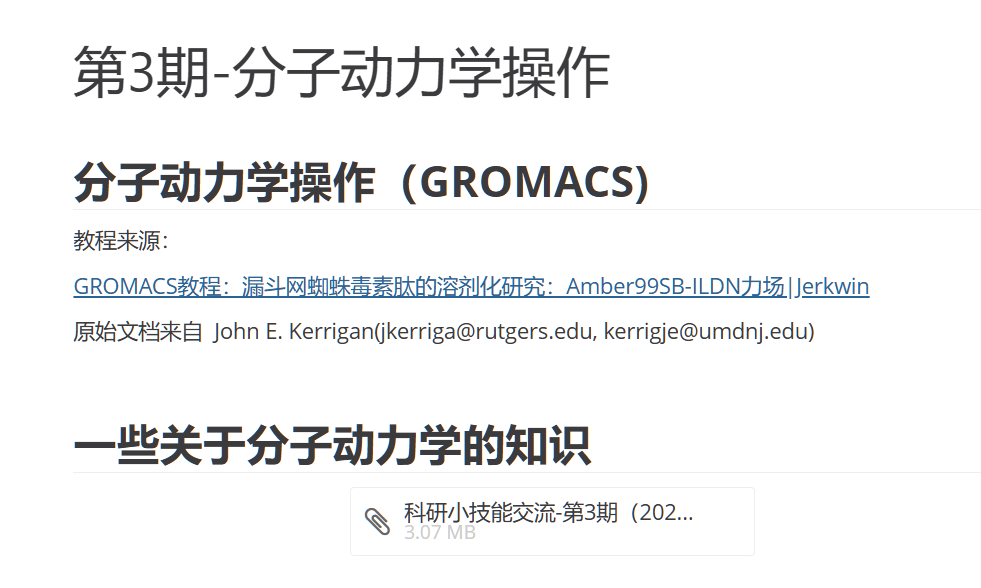 第3期-分子动力学操作
分子动力学操作（GROMACS)
教程来源：
GROMACS教程：漏斗网蜘蛛毒素肽的溶剂化研究：Amber99SB-ILDN力场|Jerkwin
原始文档来自 John E. Kerrigan(jkerriga@rutgers.edu, kerrigje@umdnj.edu)
一些关于分子动力学的知识
科研小技能交流-第3期（202...
3.07 MB